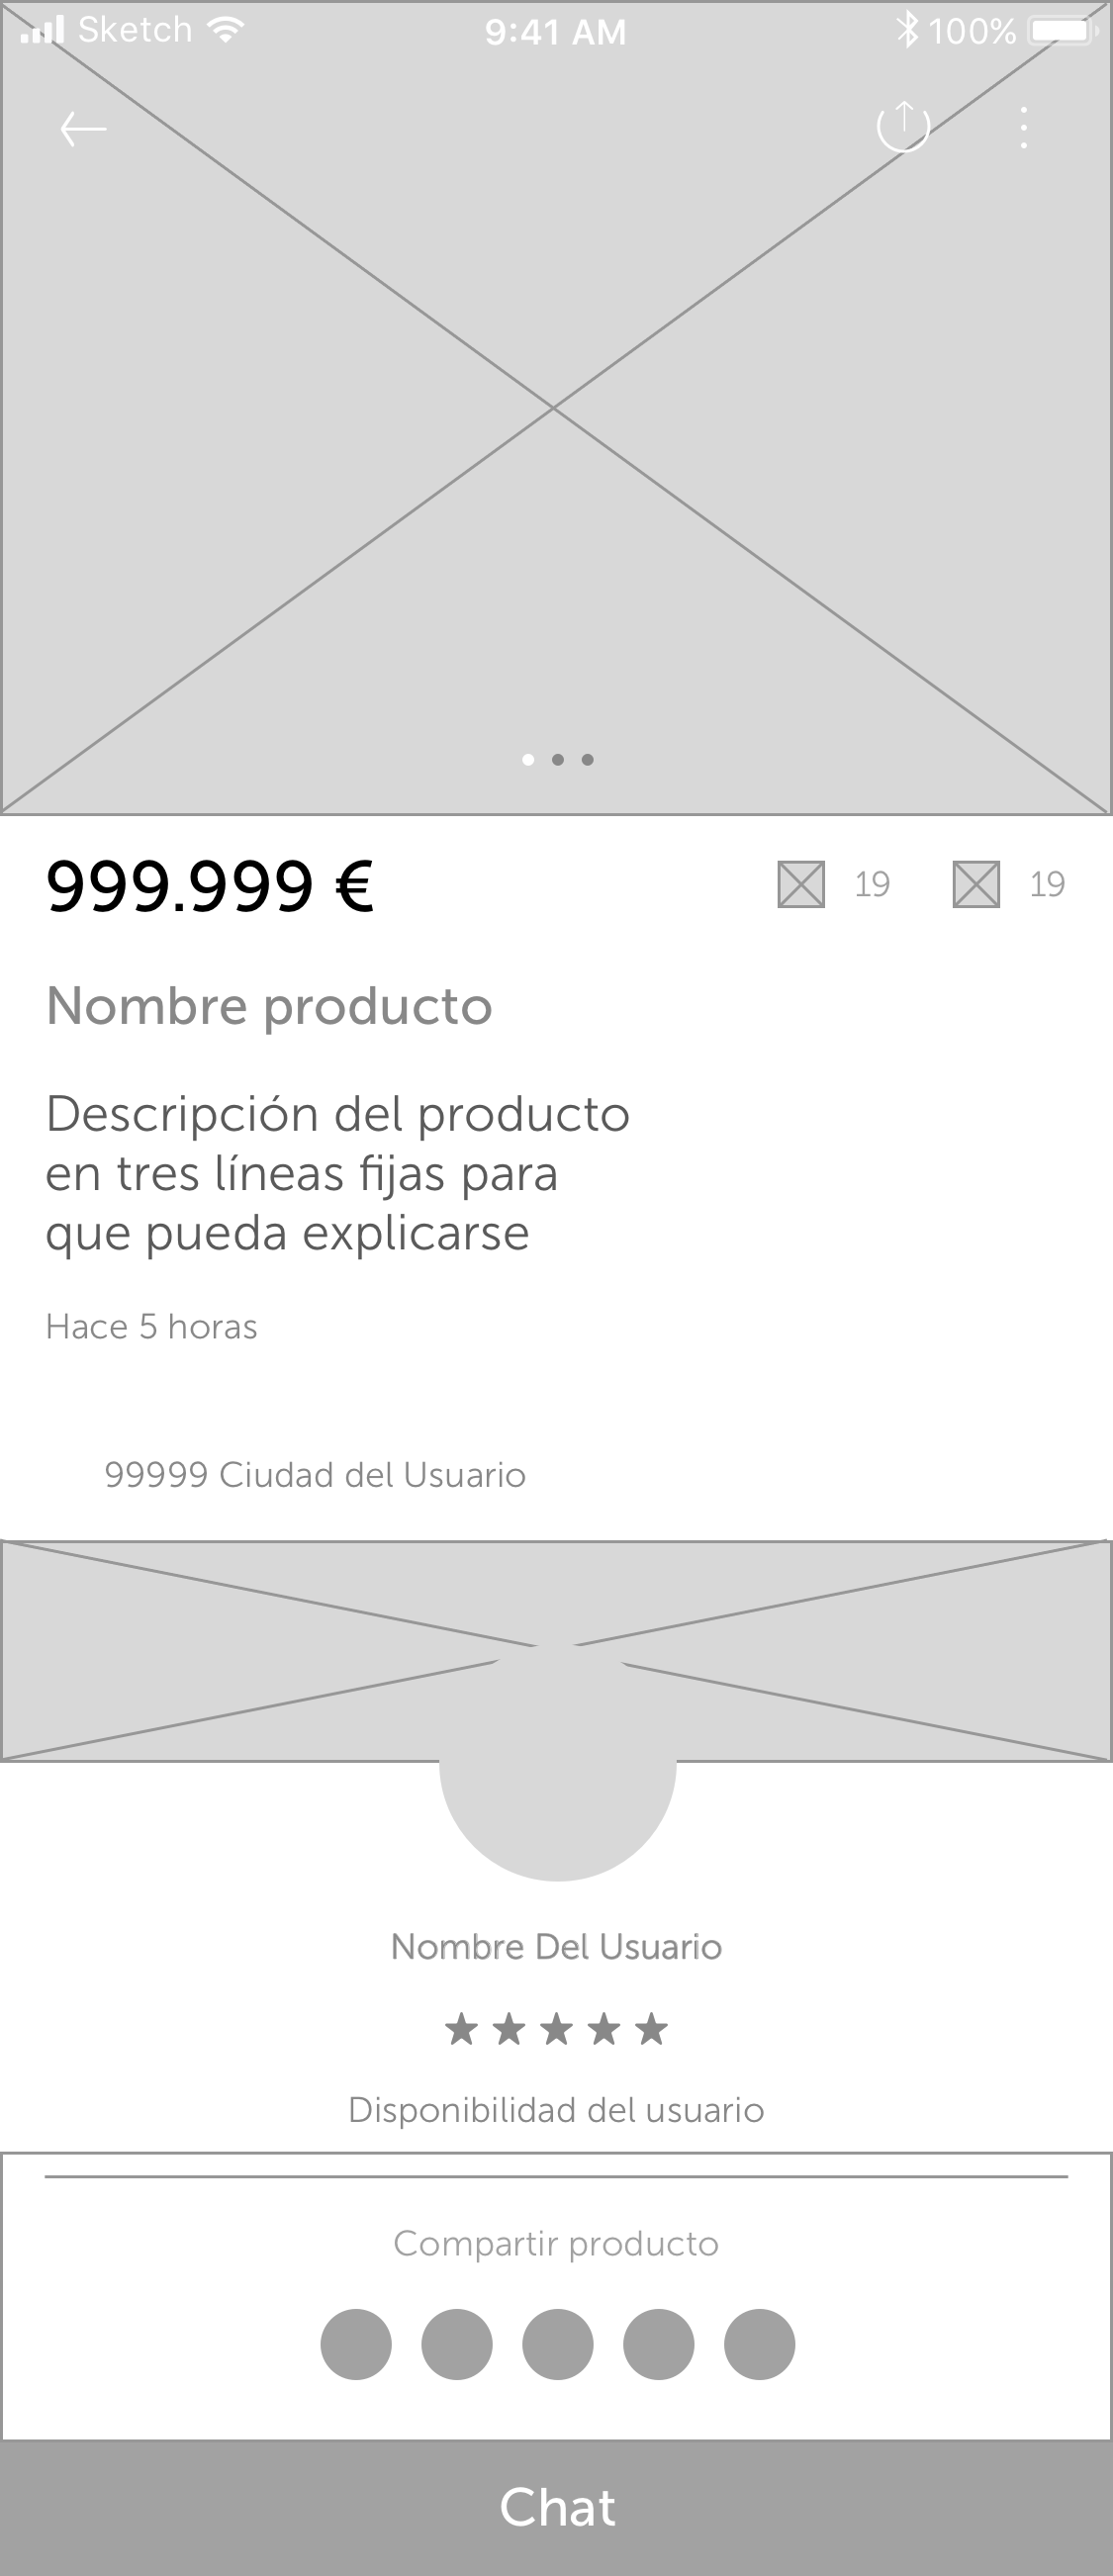 Sketch 9:41 AM 100%
999.999 € 19 19
Nombre producto
Descripción del producto
en tres líneas fijas para
que pueda explicarse
Hace 5 horas
99999 Ciudad del Usuario
Nombre Del Usuario
Disponibilidad del usuario
Compartir producto
Chat